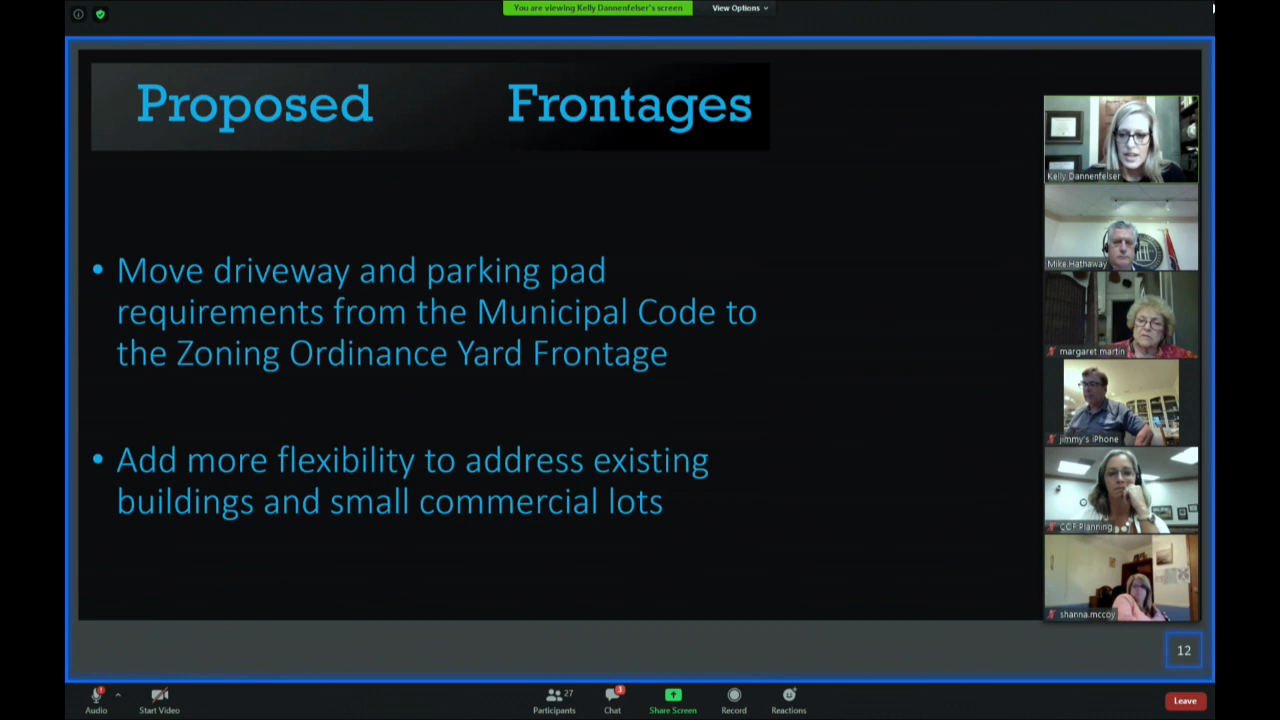 You are viewing Kelly Dannenfelser's screen
View Options
Proposed Frontages
• Move driveway and parking pad
requirements from the Municipal Code to
the Zoning Ordinance Yard Frontage
• Add more flexibility to address existing
buildings and small commercial lots
Kelly.Dannenfelser
Mike.Hathaway
margaret martin
jimmy's iPhone
COF Planning
shanna.mccoy
12
Audio
Start Video
27
Participants
3
Chat
Share Screen
Record
Reactions
Leave